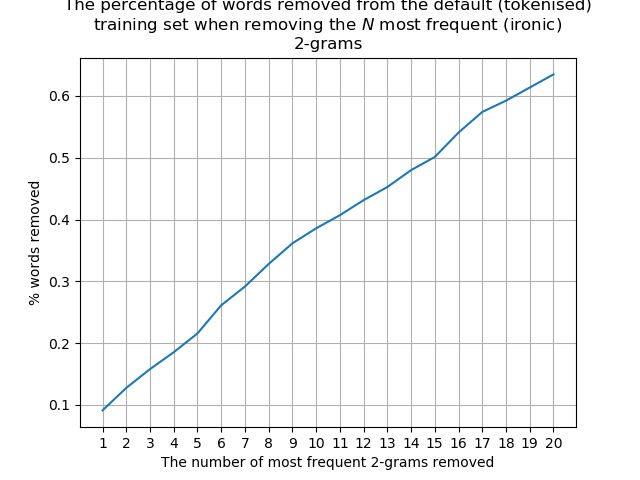 The percentage of words removed from the default (tokenised)
training set when removing the N most frequent (ironic)
2-grams
0.6
0.5
0.4
0.3
0.2
0.1
% words removed
1 2 3 4 5 6 7 8 9 10 11 12 13 14 15 16 17 18 19 20
The number of most frequent 2-grams removed